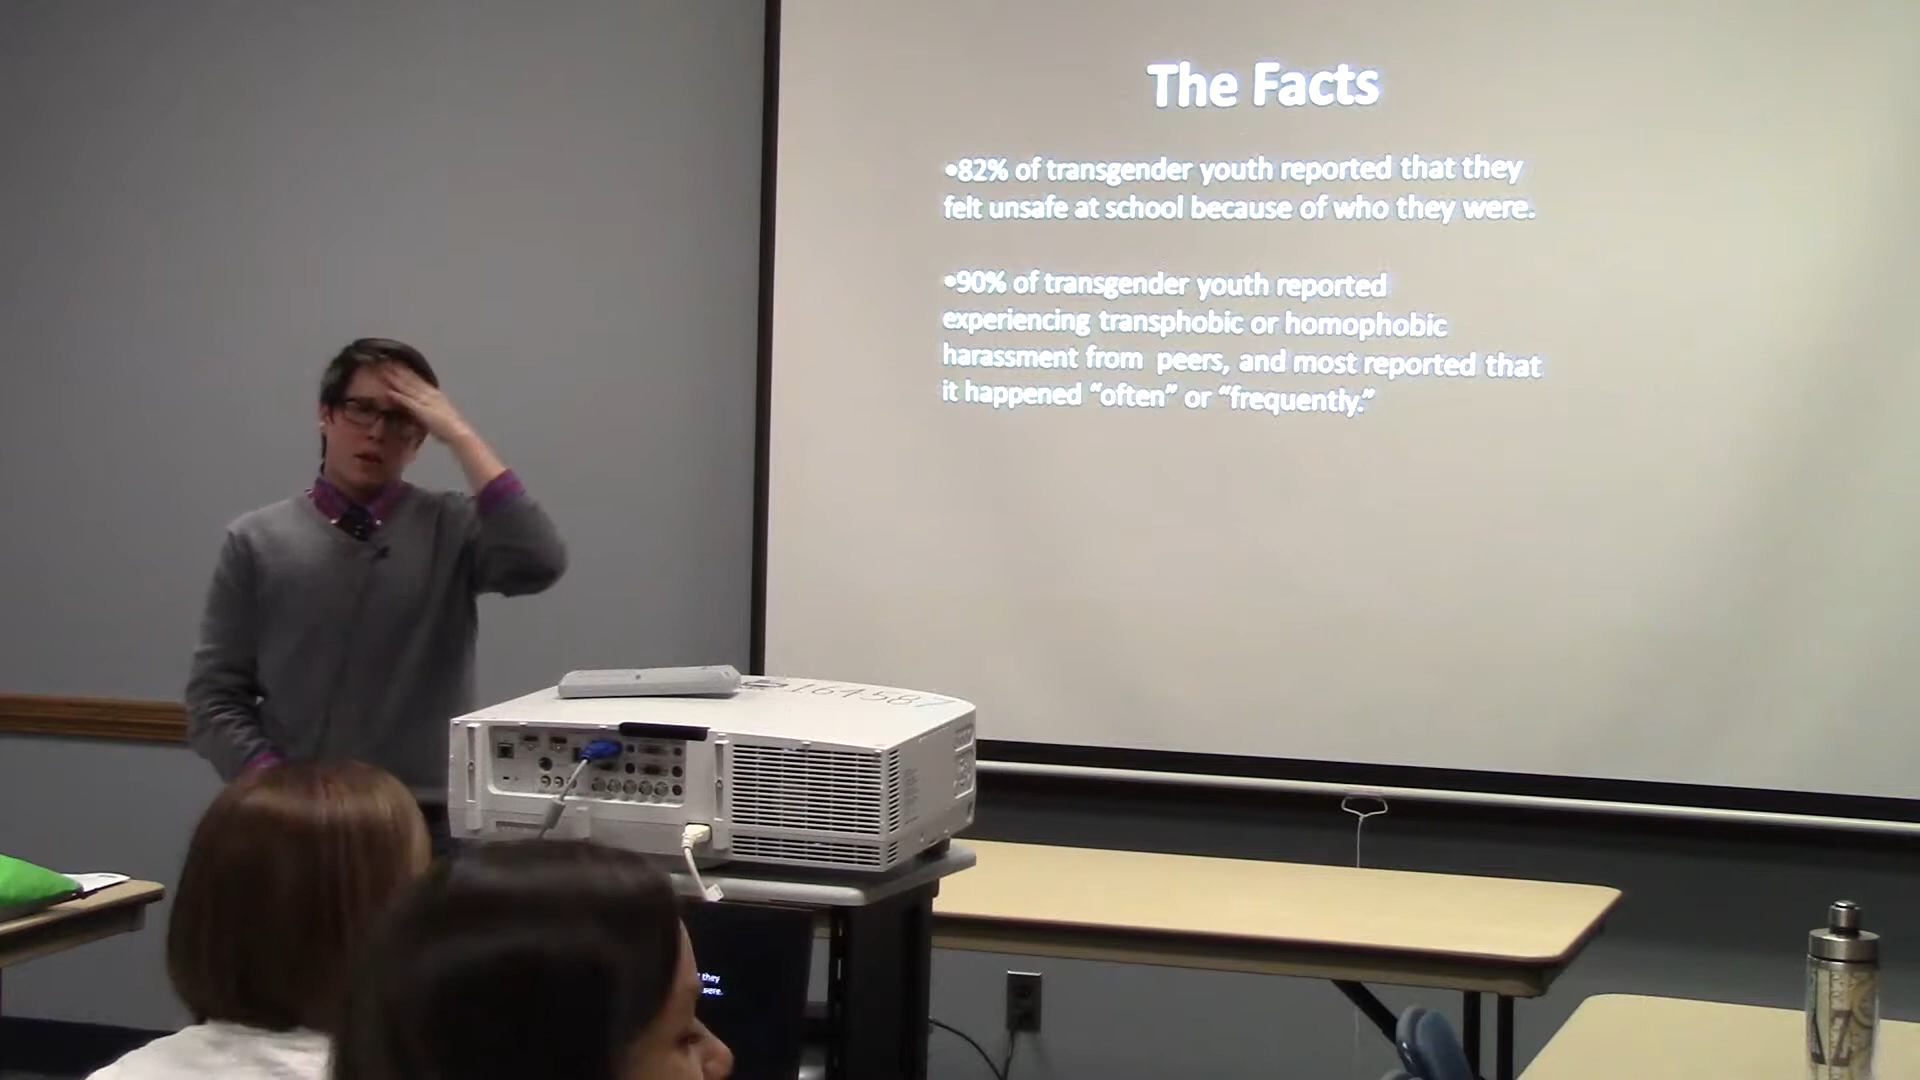 The Facts
•82% of transgender youth reported that they
felt unsafe at school because of who they were.
•90% of transgender youth reported
experiencing transphobic or homophobic
harassment from peers, and most reported that
it happened “often” or “frequently.”
164587
they
were.